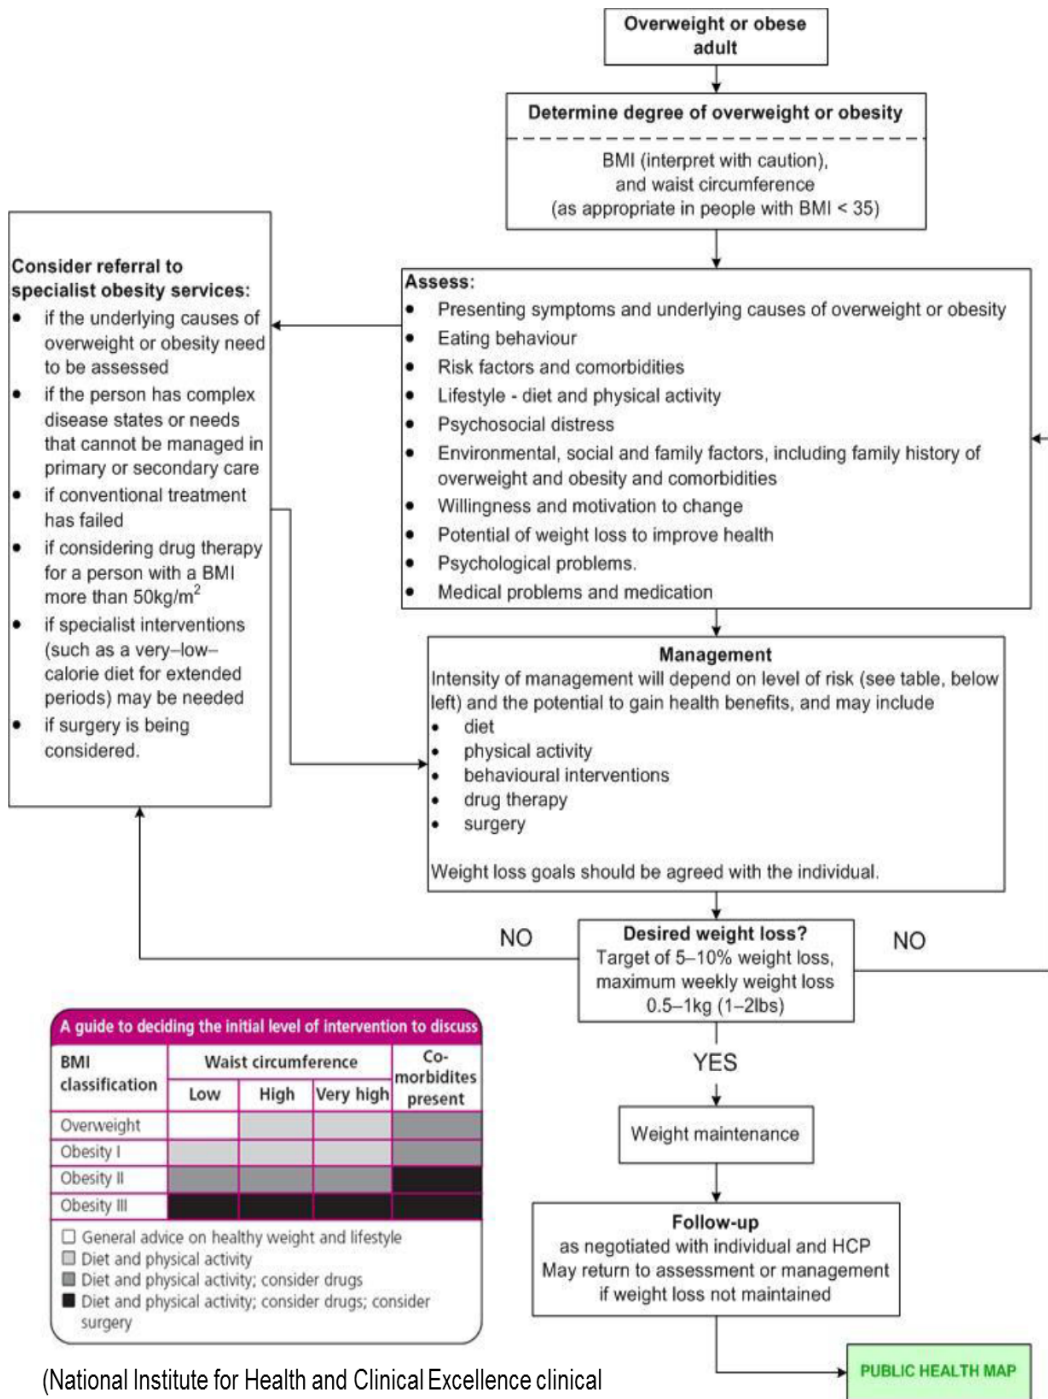 Overweight or obese
adult
Determine degree of overweight or obesity
BMI (interpret with caution),
and waist circumference
(as appropriate in people with BMI < 35)
Consider referral to
specialist obesity services:
• if the underlying causes of
overweight or obesity need
to be assessed
• if the person has complex
disease states or needs
that cannot be managed in
primary or secondary care
• if conventional treatment
has failed
• if considering drug therapy
for a person with a BMI
more than 50kg/m²
• if specialist interventions
(such as a very–low–
calorie diet for extended
periods) may be needed
• if surgery is being
considered.
Assess:
• Presenting symptoms and underlying causes of overweight or obesity
• Eating behaviour
• Risk factors and comorbidities
• Lifestyle - diet and physical activity
• Psychosocial distress
• Environmental, social and family factors, including family history of
overweight and obesity and comorbidities
• Willingness and motivation to change
• Potential of weight loss to improve health
• Psychological problems.
• Medical problems and medication
Management
Intensity of management will depend on level of risk (see table, below
left) and the potential to gain health benefits, and may include
• diet
• physical activity
• behavioural interventions
• drug therapy
• surgery
Weight loss goals should be agreed with the individual.
NO
Desired weight loss?
Target of 5–10% weight loss,
maximum weekly weight loss
0.5–1kg (1–2lbs)
NO
YES
Weight maintenance
Follow-up
as negotiated with individual and HCP
May return to assessment or management
if weight loss not maintained
PUBLIC HEALTH MAP
A guide to deciding the initial level of intervention to discuss
BMI
classification
Waist circumference
Low High Very high
Co-
morbidites
present
Overweight
Obesity I
Obesity II
Obesity III
General advice on healthy weight and lifestyle
Diet and physical activity
Diet and physical activity; consider drugs
Diet and physical activity; consider drugs; consider
surgery
(National Institute for Health and Clinical Excellence clinical